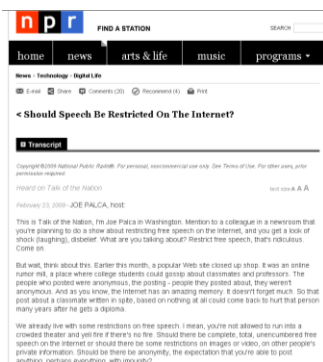 n p r
FIND A STATION
SEARCH
home news arts & life music programs
News › Technology › Digital Life
E-mail Share Comments (20) Recommend (4) Print
< Should Speech Be Restricted On The Internet?
Transcript
Copyright ©2009 National Public Radio®. For personal, noncommercial use only. See Terms of Use. For other uses, prior
permission required.
Heard on Talk of the Nation
text size A A A
February 23, 2009 - JOE PALCA, host:
This is Talk of the Nation, I'm Joe Palca in Washington. Mention to a colleague in a newsroom that
you're planning to do a show about restricting free speech on the Internet, and you get a look of
shock (laughing), disbelief. What are you talking about? Restrict free speech, that's ridiculous.
Come on.
But wait, think about this. Earlier this month, a popular Web site closed up shop. It was an online
rumor mill, a place where college students could gossip about classmates and professors. The
people who posted were anonymous, the posting - people they posted about, they weren't
anonymous. And as you know, the Internet has an amazing memory. It doesn't forget much. So that
post about a classmate written in spite, based on nothing at all could come back to hurt that person
many years after he gets a diploma.
We already live with some restrictions on free speech. I mean, you're not allowed to run into a
crowded theater and yell fire if there's no fire. Should there be complete, total, unencumbered free
speech on the Internet or should there be some restrictions on images or video, on other people's
private information. Should there be anonymity, the expectation that you're able to post
anything, perhaps everything, with impunity?